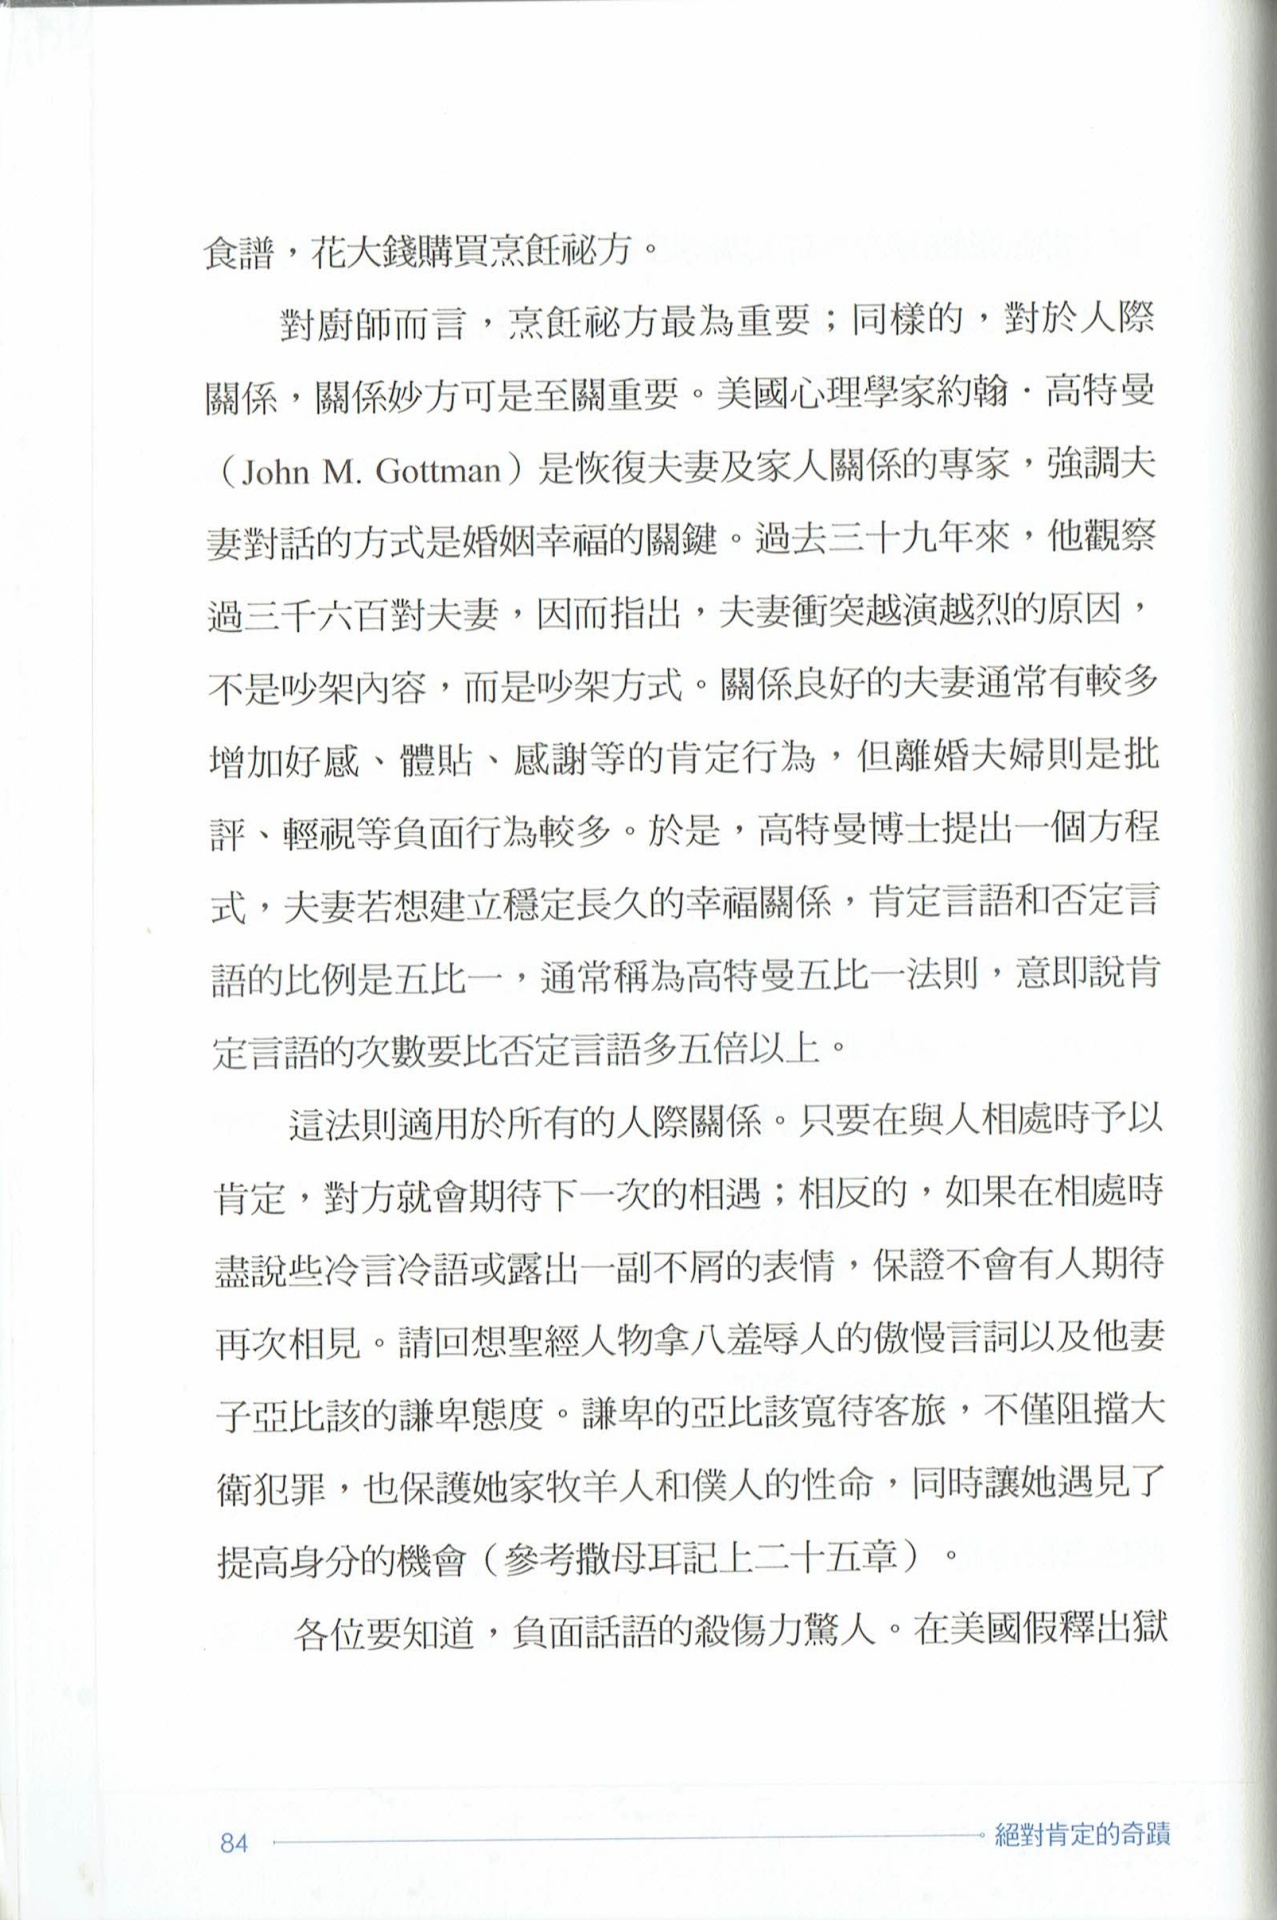 食譜，花大錢購買烹飪祕方。
對廚師而言，烹飪祕方最為重要；同樣的，對於人際
關係，關係妙方可是至關重要。美國心理學家約翰．高特曼
（John M. Gottman）是恢復夫妻及家人關係的專家，強調夫
妻對話的方式是婚姻幸福的關鍵。過去三十九年來，他觀察
過三千六百對夫妻，因而指出，夫妻衝突越演越烈的原因，
不是吵架內容，而是吵架方式。關係良好的夫妻通常有較多
增加好感、體貼、感謝等的肯定行為，但離婚夫婦則是批
評、輕視等負面行為較多。於是，高特曼博士提出一個方程
式，夫妻若想建立穩定長久的幸福關係，肯定言語和否定言
語的比例是五比一，通常稱為高特曼五比一法則，意即說肯
定言語的次數要比否定言語多五倍以上。
這法則適用於所有的人際關係。只要在與人相處時予以
肯定，對方就會期待下一次的相遇；相反的，如果在相處時
盡說些冷言冷語或露出一副不屑的表情，保證不會有人期待
再次相見。請回想聖經人物拿八羞辱人的傲慢言詞以及他妻
子亞比該的謙卑態度。謙卑的亞比該寬待客旅，不僅阻擋大
衛犯罪，也保護她家牧羊人和僕人的性命，同時讓她遇見了
提高身分的機會（參考撒母耳記上二十五章）。
各位要知道，負面話語的殺傷力驚人。在美國假釋出獄
84
絕對肯定的奇蹟